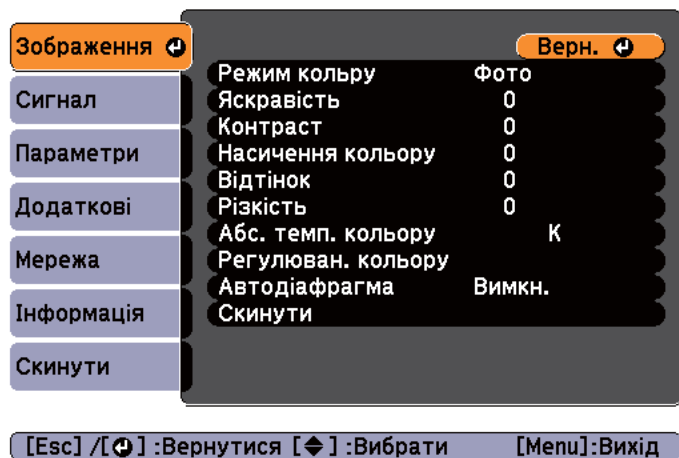 Зображення
Сигнал
Параметри
Додаткові
Мережа
Інформація
Скинути
Верн.
Режим кольру Фото
Яскравість 0
Контраст 0
Насичення кольору 0
Відтінок 0
Різкість 0
Абс. темп. кольору K
Регулюван. кольору
Автодіафрагма Вимкн.
Скинути
[Esc] /[ ] :Вернутися [ ] :Вибрати [Menu]:Вихід